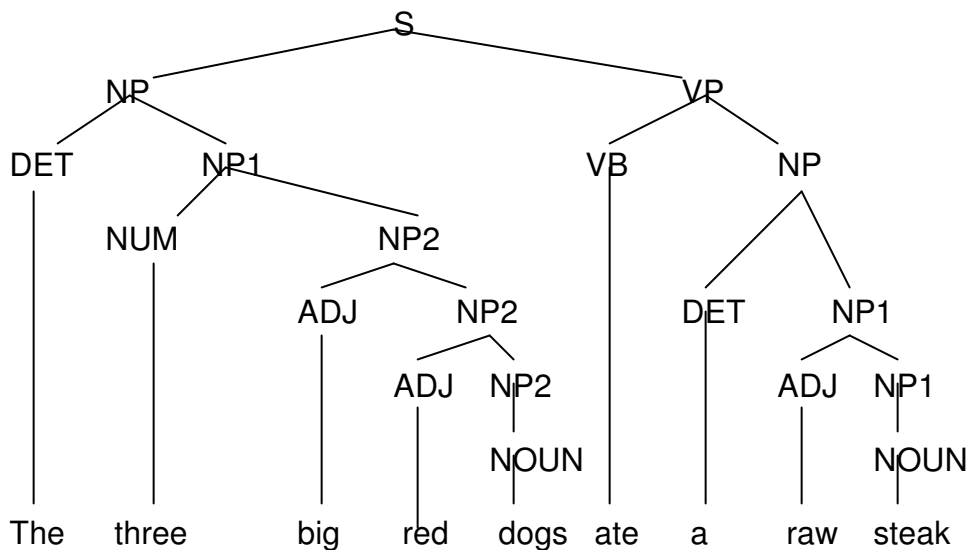 S
NP VP
DET NP1 VB NP
NUM NP2
ADJ NP2 DET NP1
ADJ NP2 ADJ NP1
NOUN NOUN
The three big red dogs ate a raw steak